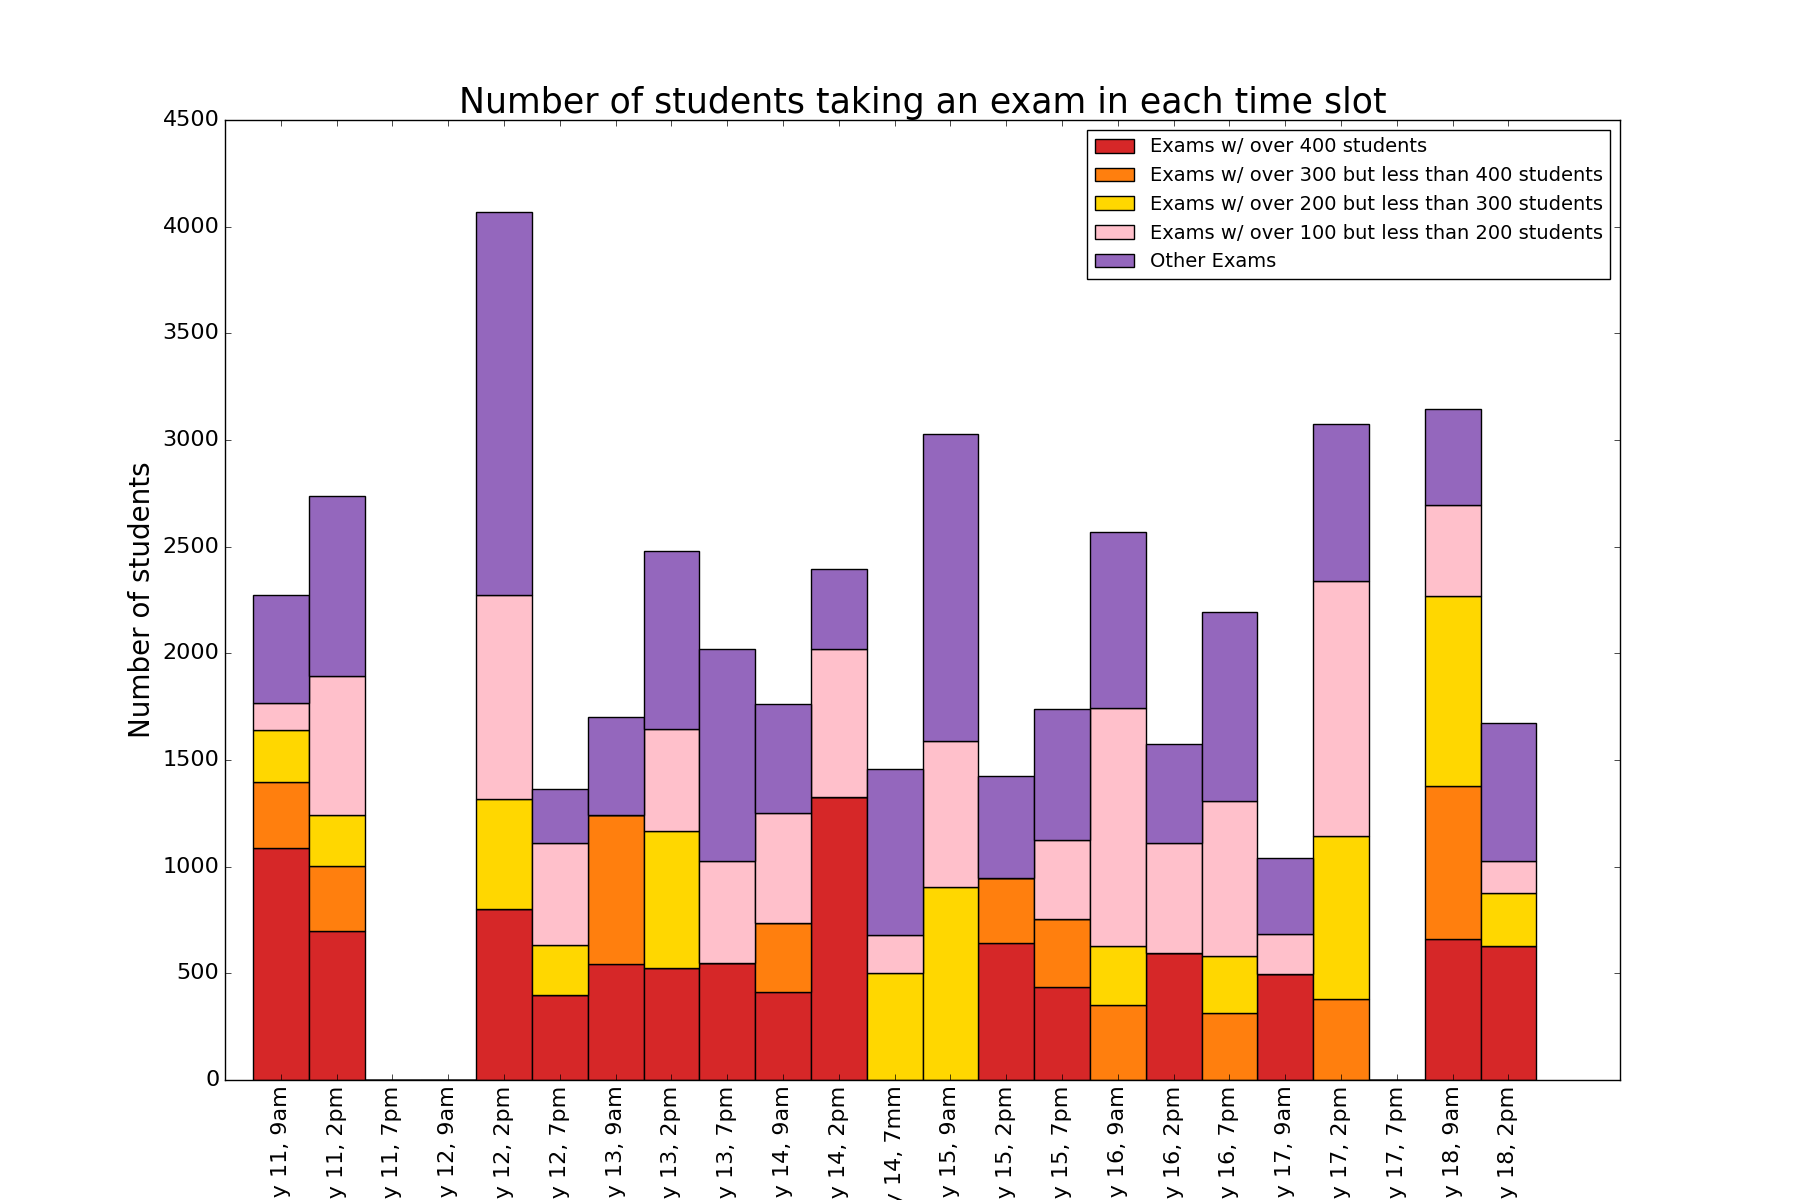 Number of students taking an exam in each time slot
Exams w/ over 400 students
Exams w/ over 300 but less than 400 students
Exams w/ over 200 but less than 300 students
Exams w/ over 100 but less than 200 students
Other Exams
Number of students
4500
4000
3500
3000
2500
2000
1500
1000
500
0
y 11, 9am
y 11, 2pm
y 11, 7pm
y 12, 9am
y 12, 2pm
y 12, 7pm
y 13, 9am
y 13, 2pm
y 13, 7pm
y 14, 9am
y 14, 2pm
y 14, 7mm
y 15, 9am
y 15, 2pm
y 15, 7pm
y 16, 9am
y 16, 2pm
y 16, 7pm
y 17, 9am
y 17, 2pm
y 17, 7pm
y 18, 9am
y 18, 2pm